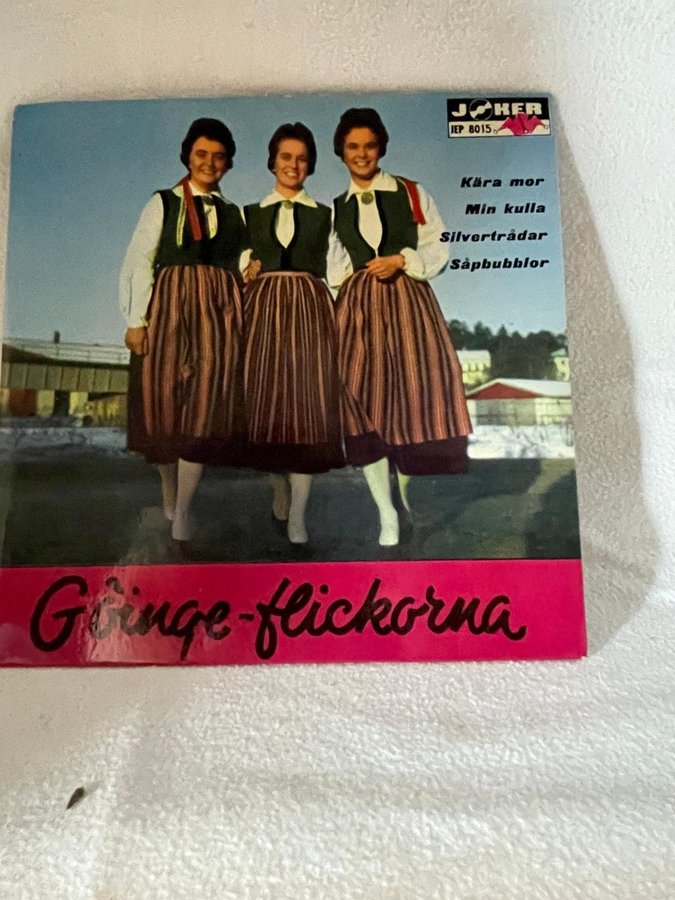 JOKER
JEP 8015
Kära mor
Min kulla
Silvertrådar
Såpbubblor
Göinge-flickorna